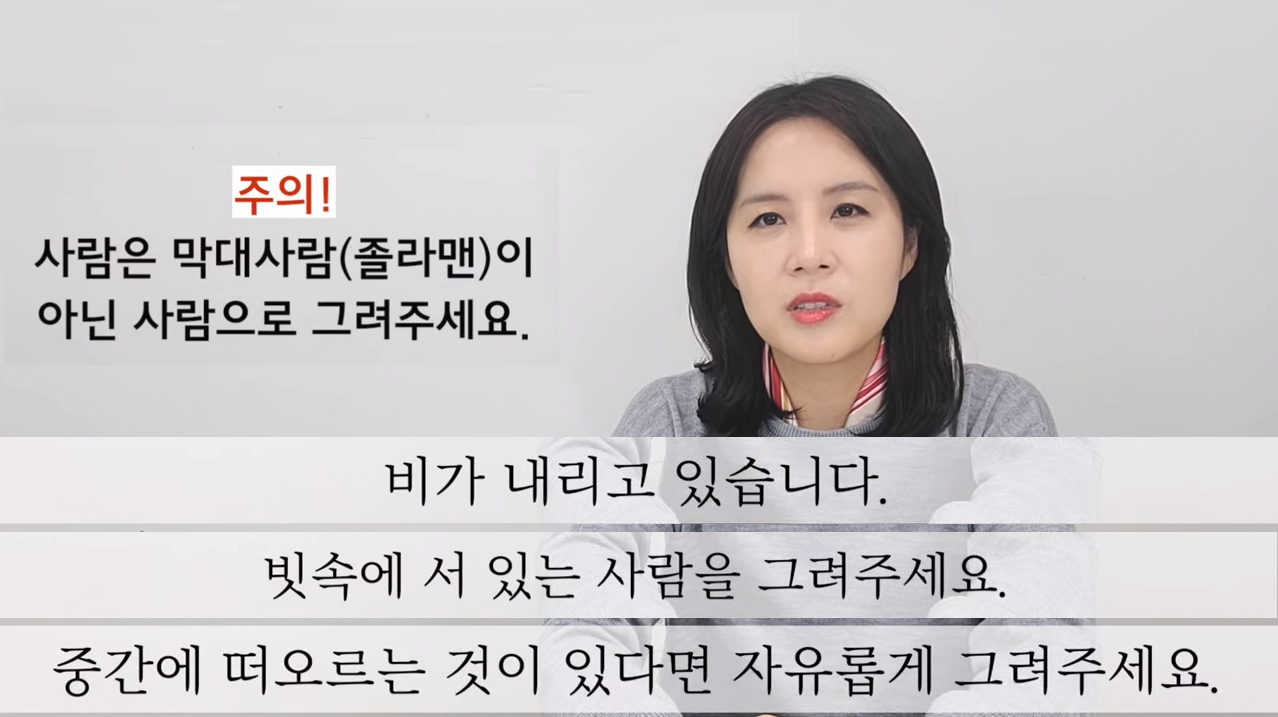 주의!
사람은 막대사람(졸라맨)이
아닌 사람으로 그려주세요.
비가 내리고 있습니다.
빗속에 서 있는 사람을 그려주세요.
중간에 떠오르는 것이 있다면 자유롭게 그려주세요.